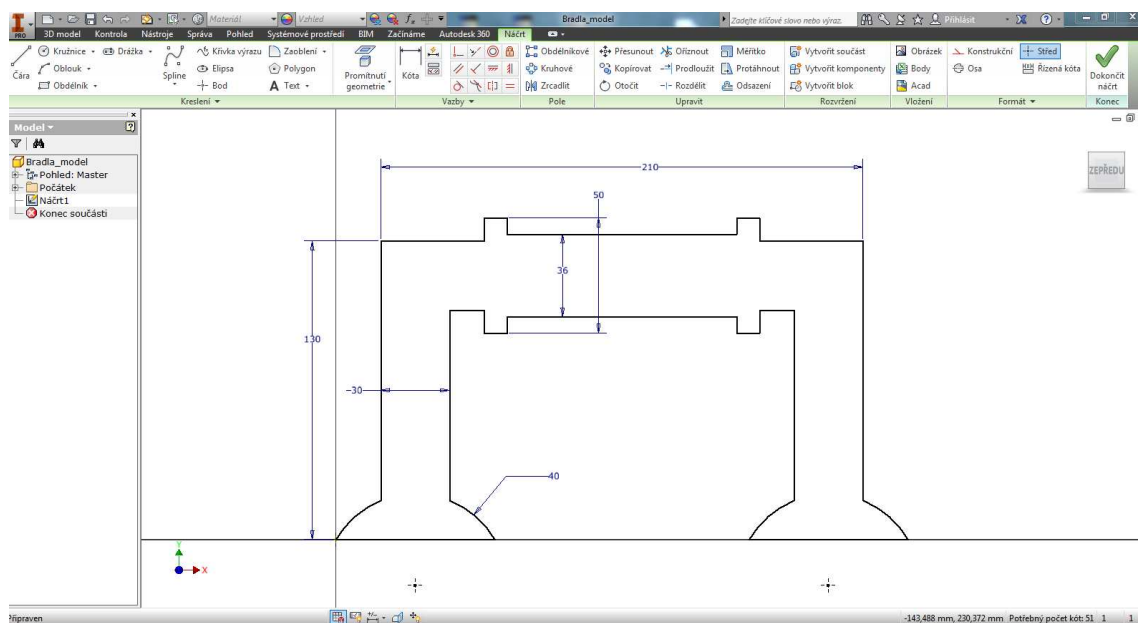 Materiál Vzhled Bradla_model Zadejte klíčové slovo nebo výraz. Přihlásit
PRO 3D model Kontrola Nástroje Správa Pohled Systémové prostředí BIM Začínáme Autodesk 360 Náčrt
Kružnice Drážka Křivka výrazu Zaoblení Obdélníkové Přesunout Oříznout Měřítko Vytvořit součást Obrázek Konstrukční Střed
Čára Oblouk Spline Elipsa Polygon Promítnutí geometrie Kóta Kruhové Kopírovat Prodloužit Protáhnout Vytvořit komponenty Body Osa Řízená kóta Dokončit náčrt
Obdélník Bod A Text Zrcadlit Otočit Rozdělit Odsazení Vytvořit blok Acad
Kreslení Vazby Pole Upravit Rozvržení Vložení Formát Konec
Model
Bradla_model
Pohled: Master
Počátek
Náčrt1
Konec součásti
ZEPŘEDU
210
50
36
130
30
40
Y
X
Připraven -143,488 mm, 230,372 mm Potřebný počet kót: 51 1 1